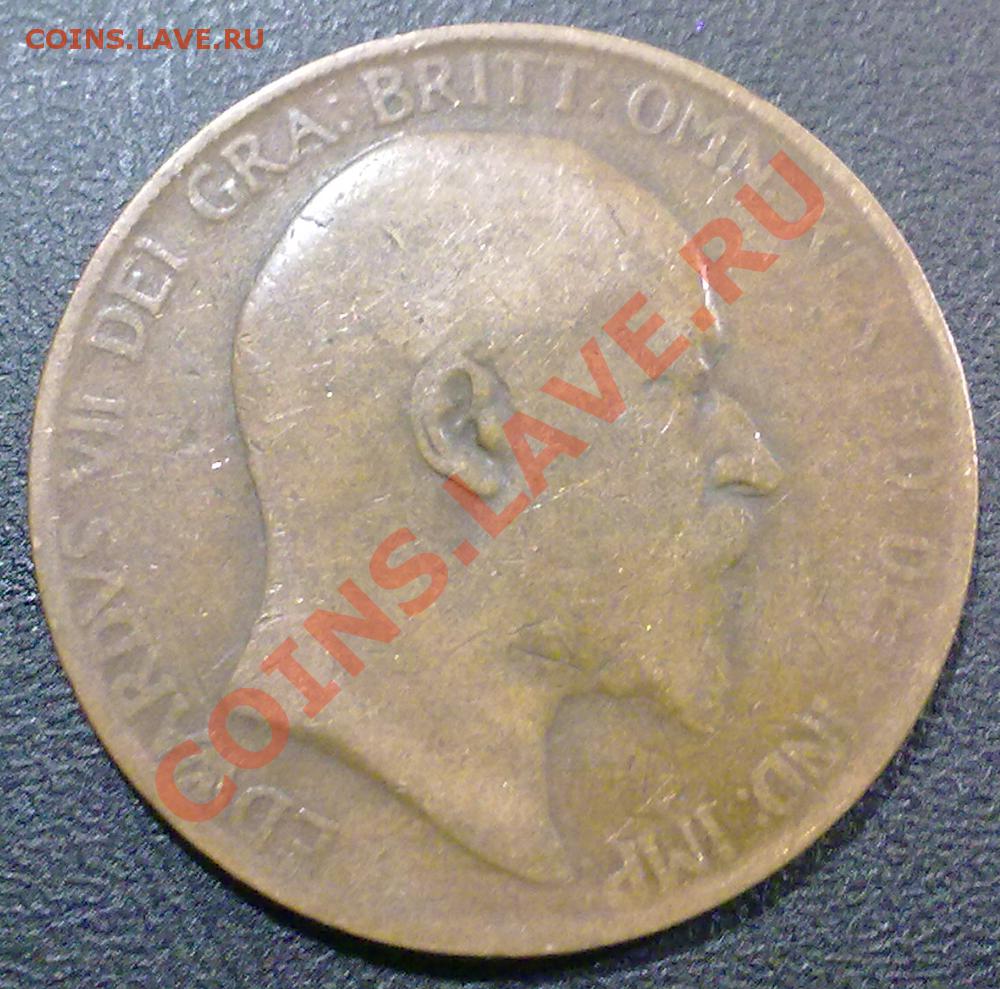 COINS.LAVE.RU
EDWARDVS VII DEI GRA: BRITT: OMN: REX FID: DEF: IND: IMP:
COINS.LAVE.RU